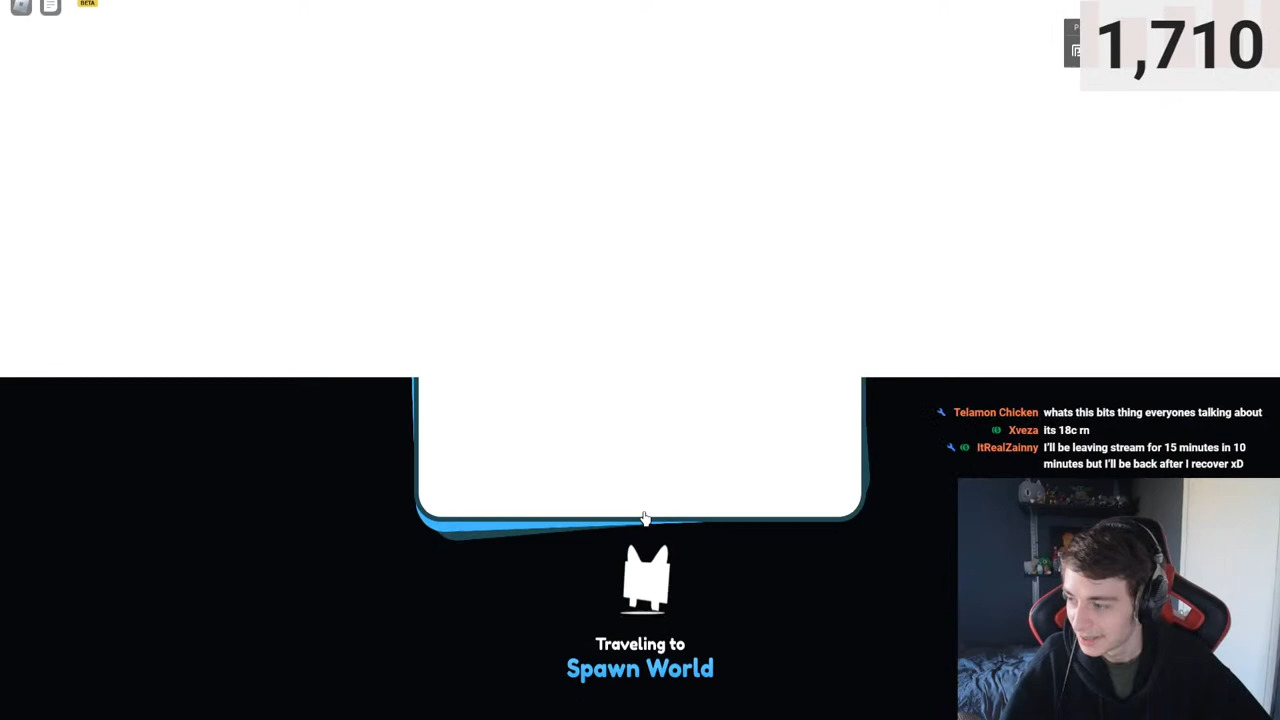 BETA
P
1,710
Telamon Chicken whats this bits thing everyones talking about
Xveza its 18c rn
ItRealZainny I'll be leaving stream for 15 minutes in 10
minutes but I'll be back after I recover xD
Traveling to
Spawn World